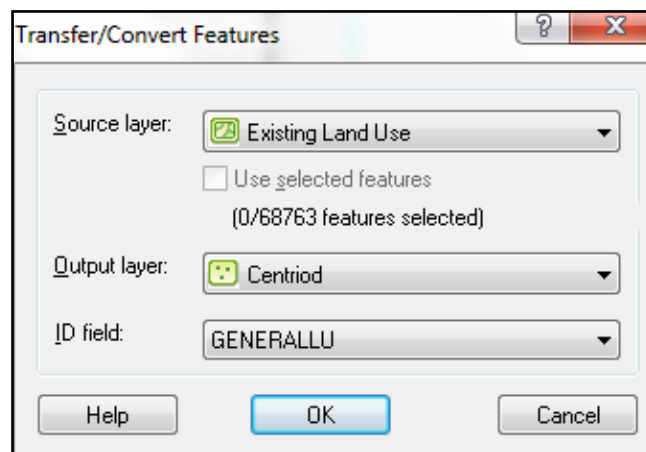 Transfer/Convert Features
Source layer: Existing Land Use
Use selected features
(0/68763 features selected)
Output layer: Centriod
ID field: GENERALLU
Help OK Cancel